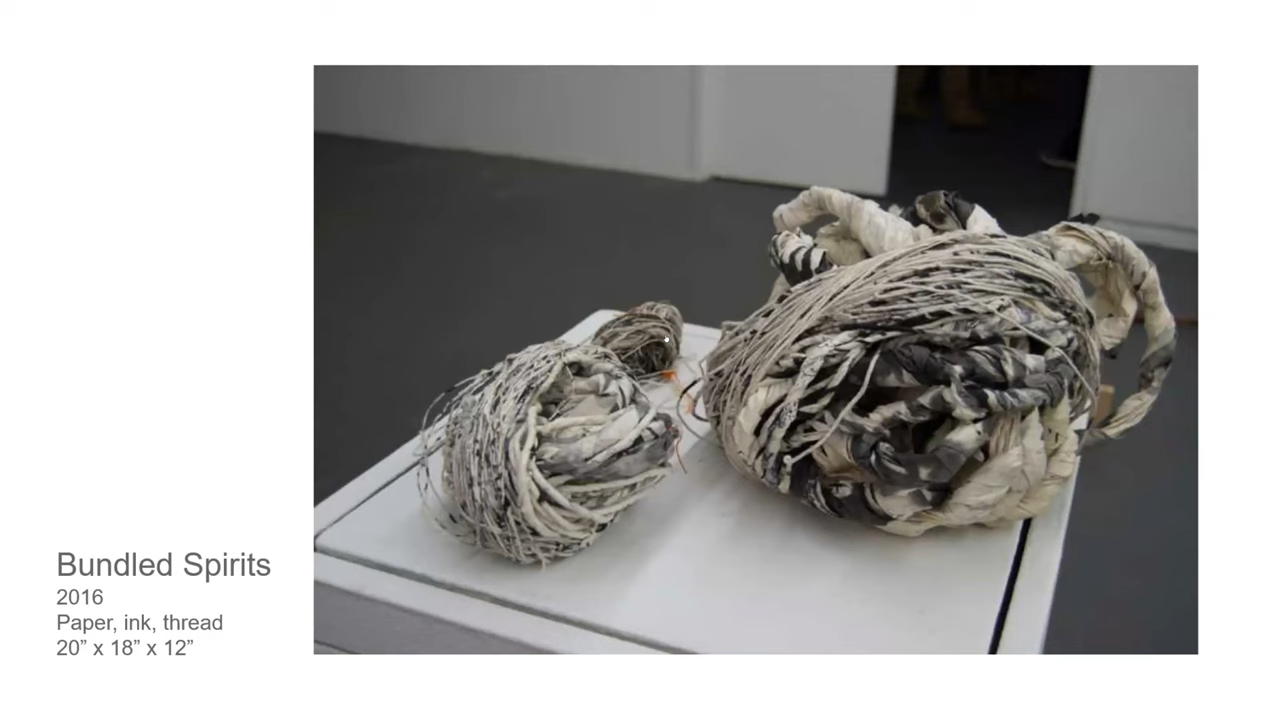 Bundled Spirits
2016
Paper, ink, thread
20” x 18” x 12”